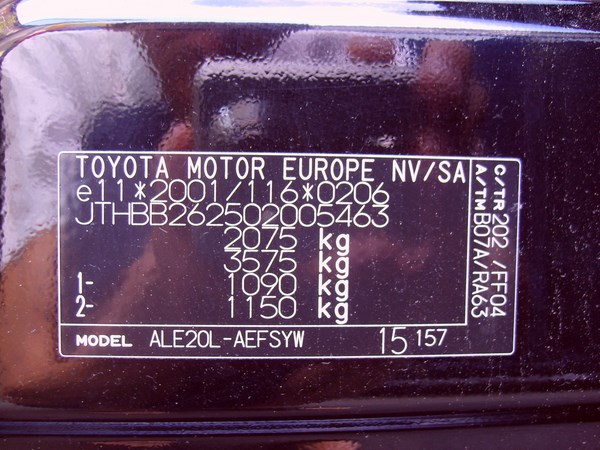 TOYOTA MOTOR EUROPE NV/SA
e11*2001/116*0206
JTHBB262502005463
2075 kg
3575 kg
1- 1090 kg
2- 1150 kg
MODEL ALE20L-AEFSYW 15 157
C/TR 202 /FF04
A/TM B07A/RA63